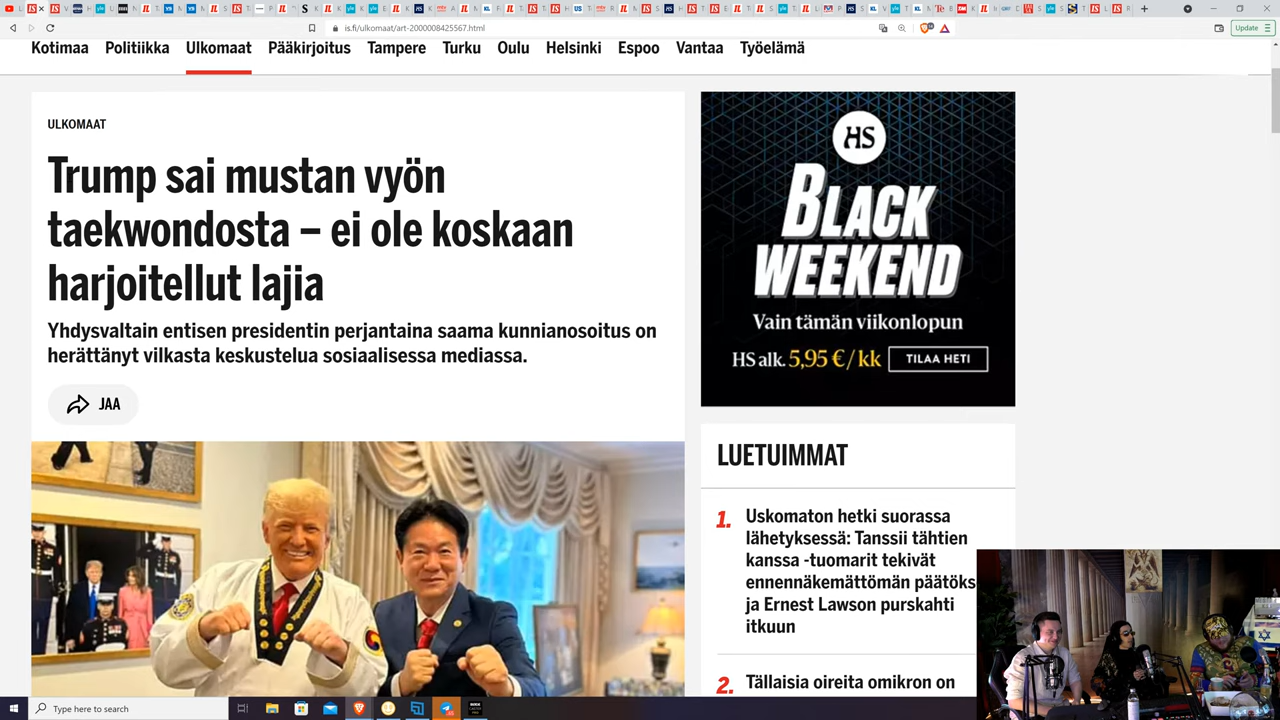 is.fi/ulkomaat/art-2000008425567.html
Update
Kotimaa Politiikka Ulkomaat Pääkirjoitus Tampere Turku Oulu Helsinki Espoo Vantaa Työelämä
ULKOMAAT
Trump sai mustan vyön
taekwondosta – ei ole koskaan
harjoitellut lajia
Yhdysvaltain entisen presidentin perjantaina saama kunnianosoitus on
herättänyt vilkasta keskustelua sosiaalisessa mediassa.
JAA
HS
BLACK
WEEKEND
Vain tämän viikonlopun
HS alk. 5,95 €/kk TILAA HETI
LUETUIMMAT
1. Uskomaton hetki suorassa
lähetyksessä: Tanssii tähtien
kanssa -tuomarit tekivät
ennennäkemättömän päätöks
ja Ernest Lawson purskahti
itkuun
2. Tällaisia oireita omikron on
Type here to search